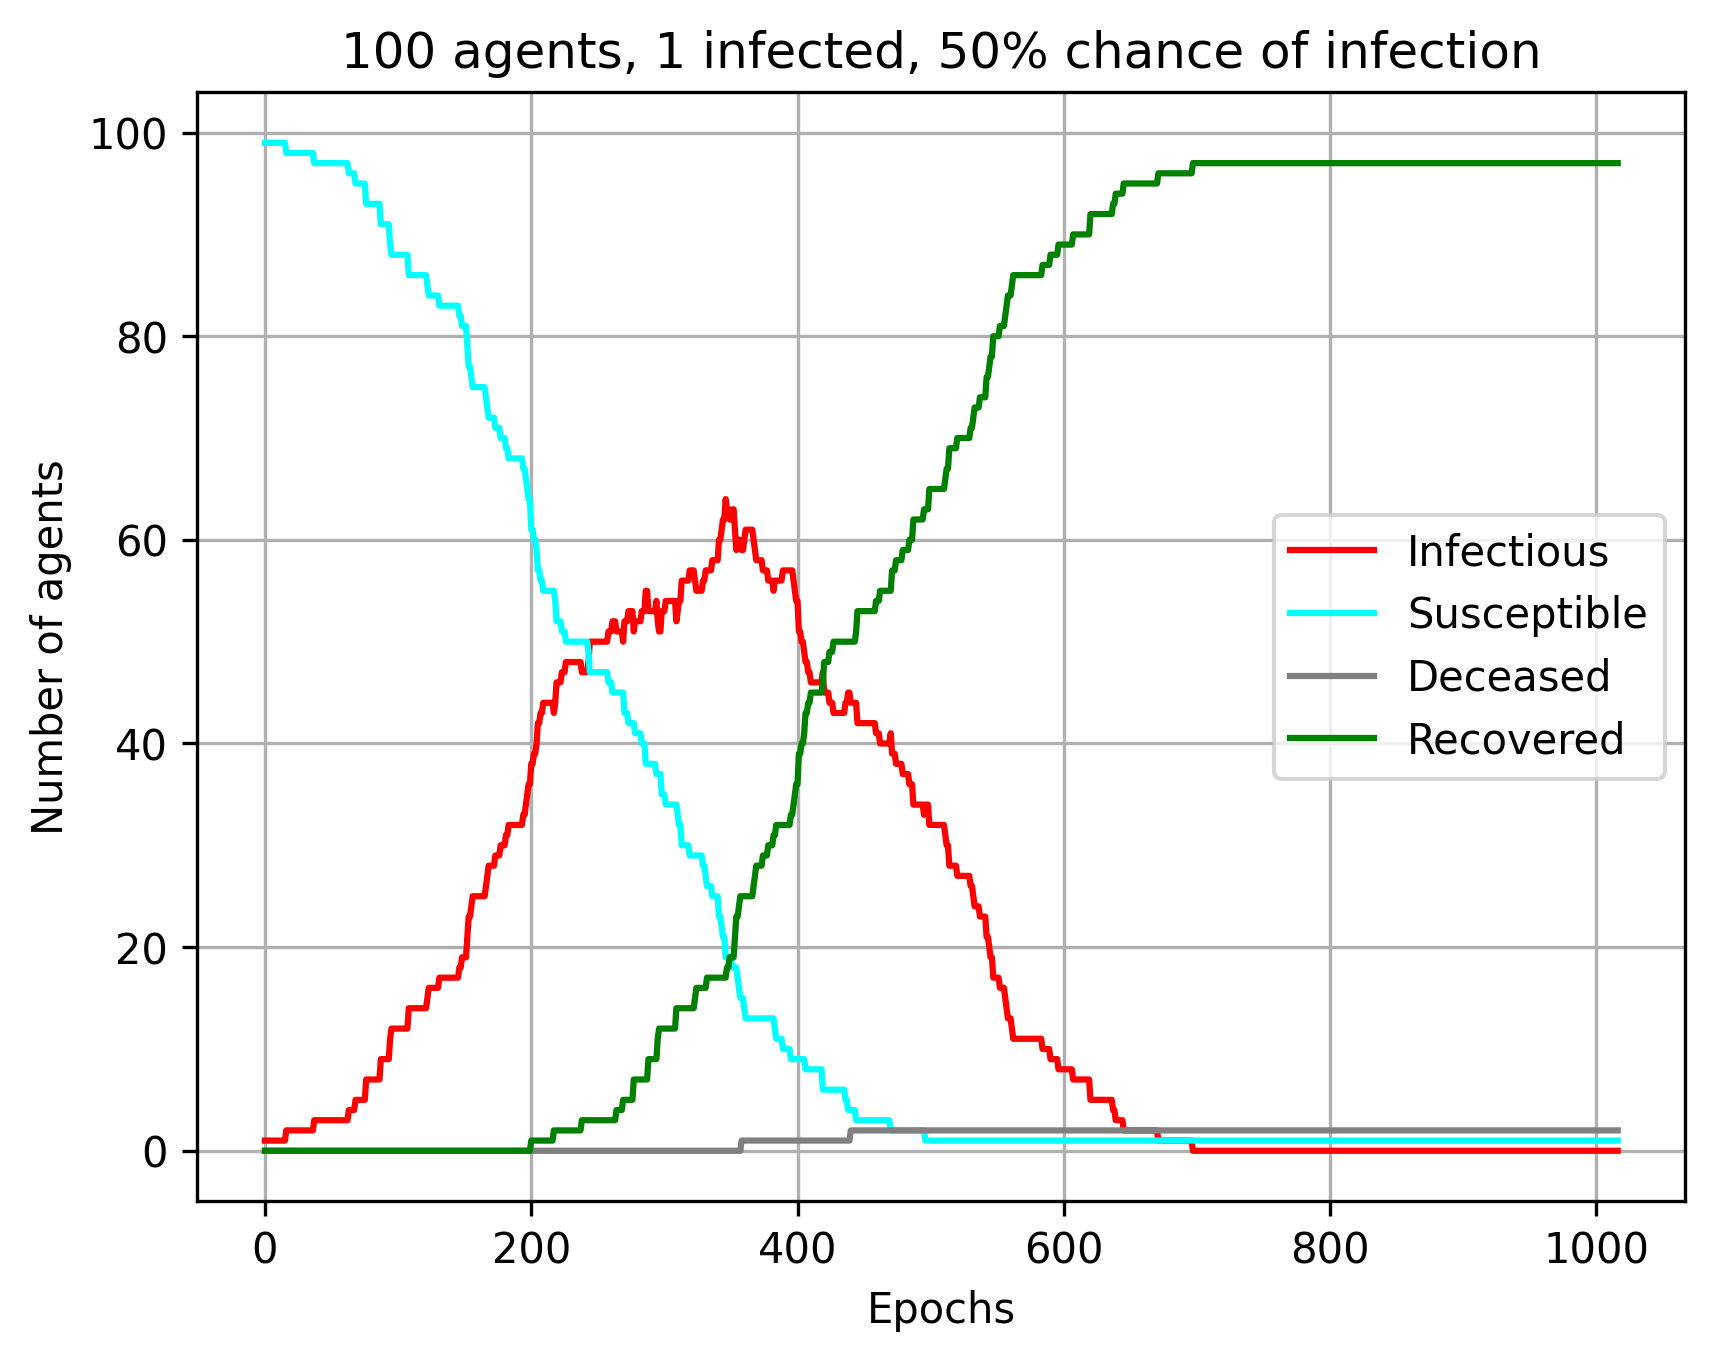 100 agents, 1 infected, 50% chance of infection
Number of agents
100
80
60
40
20
0
Infectious
Susceptible
Deceased
Recovered
0 200 400 600 800 1000
Epochs